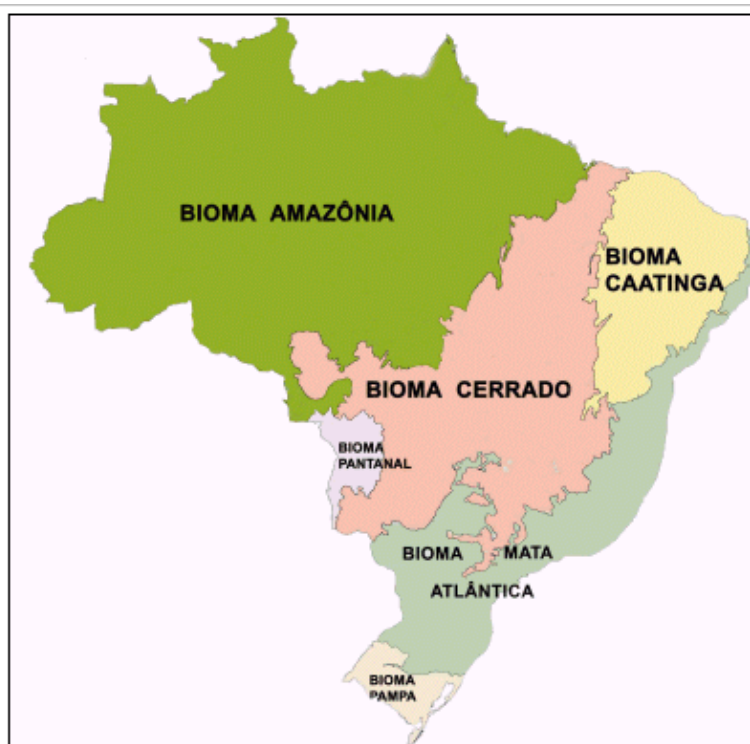 BIOMA AMAZÔNIA
BIOMA
CAATINGA
BIOMA CERRADO
BIOMA
PANTANAL
BIOMA MATA
ATLÂNTICA
BIOMA
PAMPA